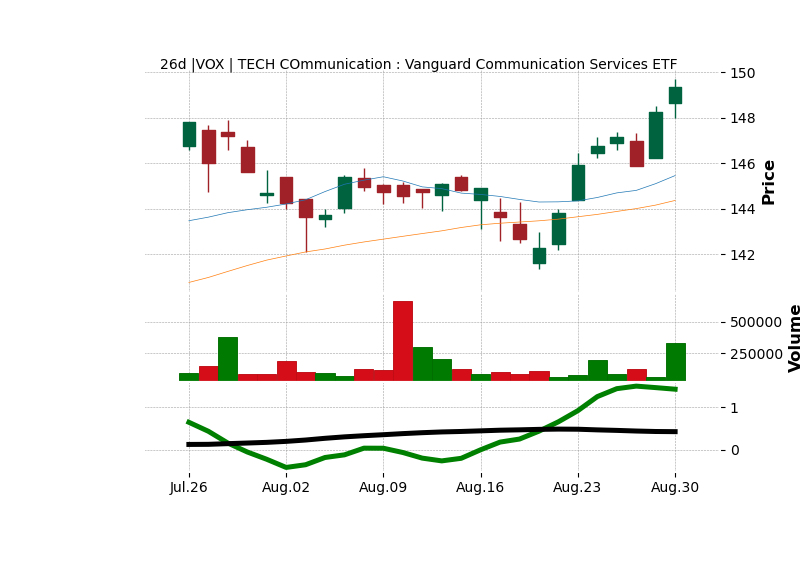 26d |VOX | TECH COmmunication : Vanguard Communication Services ETF
150
148
146
144
142
Price
500000
250000
Volume
1
0
Jul.26 Aug.02 Aug.09 Aug.16 Aug.23 Aug.30